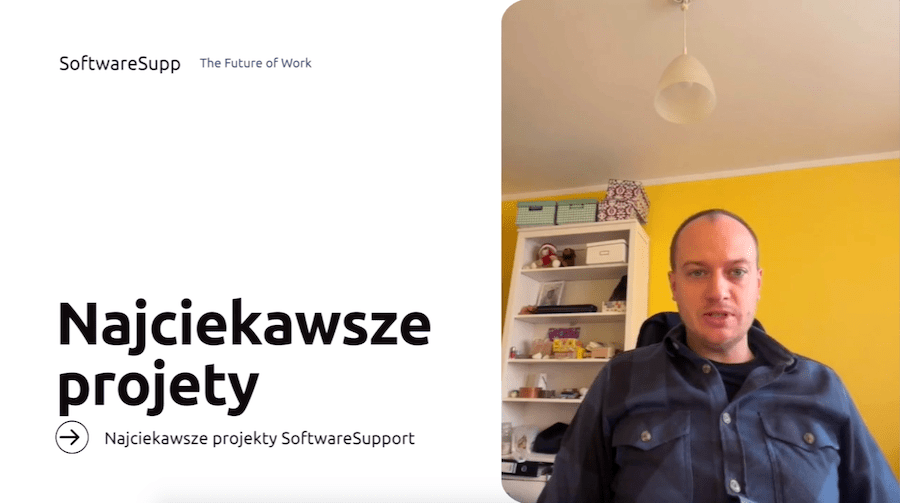 SoftwareSupp The Future of Work
Najciekawsze
projety
Najciekawsze projekty SoftwareSupport